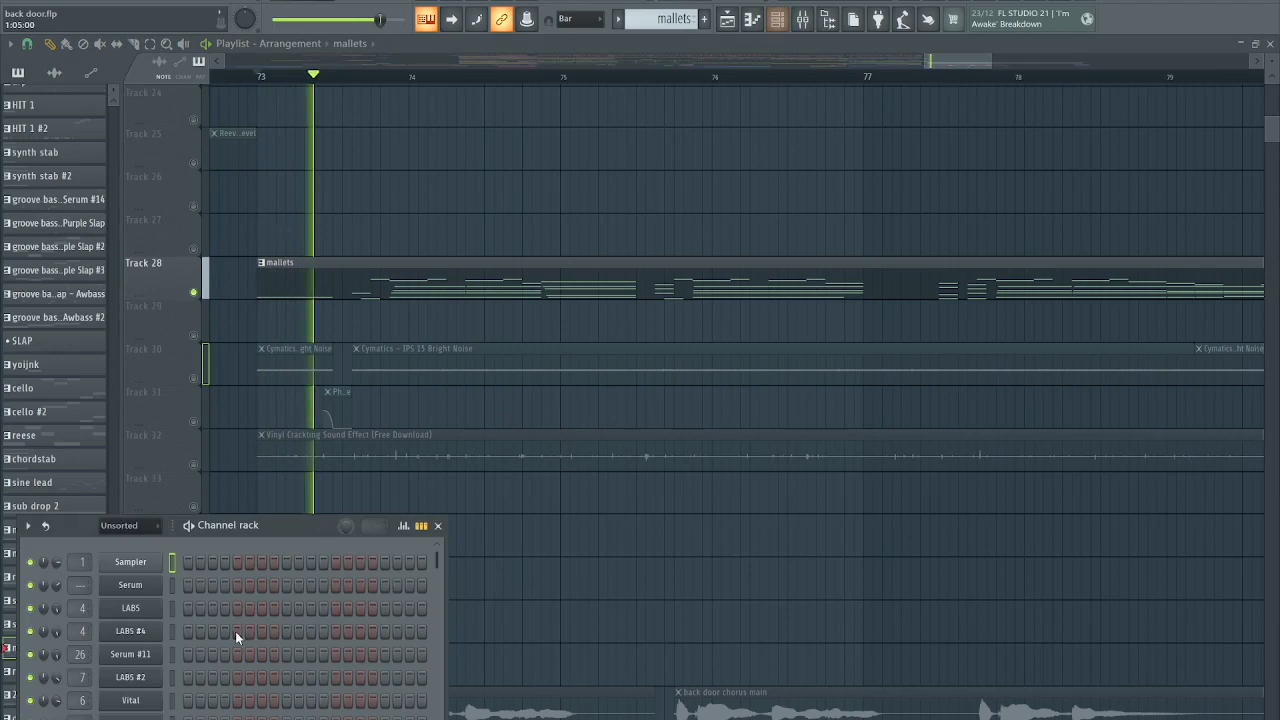 back door.flp
1:05:00
Bar
mallets
23/12 FL STUDIO 21 | 'I'm Awake' Breakdown
Playlist - Arrangement › mallets ›
NOTE CHAN PAT
73 74 75 76 77 78 79
HIT 1
HIT 1 #2
synth stab
synth stab #2
groove bas..Serum #14
groove bass..Purple Slap
groove bass..ple Slap #2
groove bass..ple Slap #3
groove ba..ap - Awbass
groove bass..Awbass #2
SLAP
yoijnk
cello
cello #2
reese
chordstab
sine lead
sub drop 2
Track 24
Track 25
Reev..evel
Track 26
Track 27
Track 28
mallets
Track 29
Track 30
Cymatics..ght Noise
Cymatics - IPS 15 Bright Noise
Cymatics..ht Noise
Track 31
Ph..e
Track 32
Vinyl Crackling Sound Effect (Free Download)
Track 33
Unsorted
Channel rack
1 Sampler
--- Serum
4 LABS
4 LABS #4
26 Serum #11
7 LABS #2
6 Vital
back door chorus main